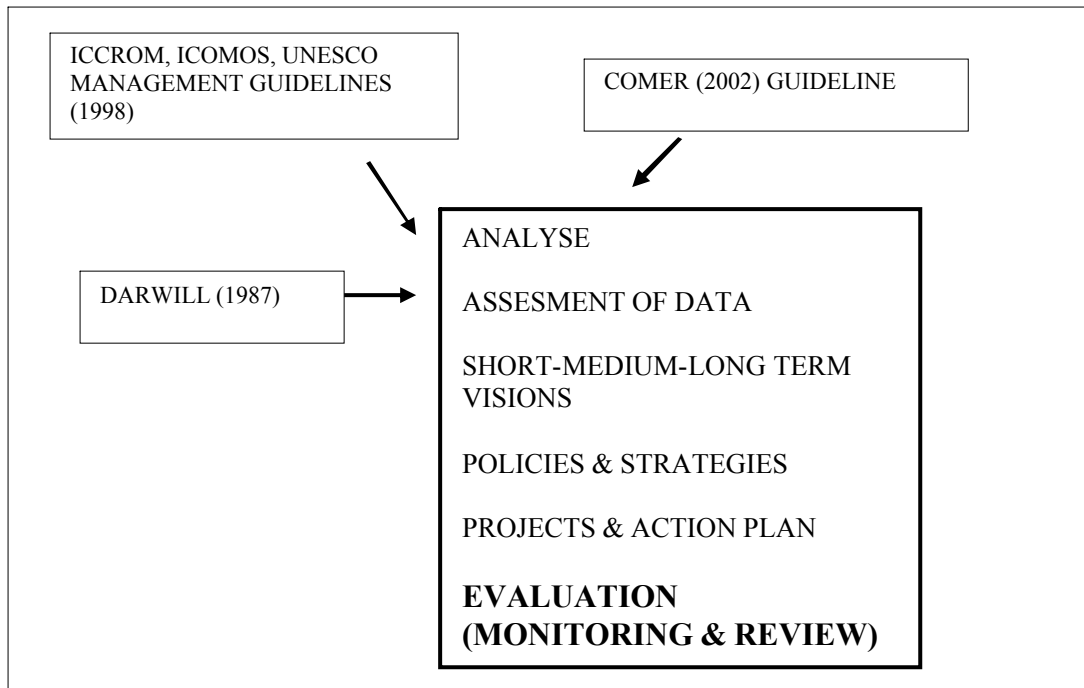 ICCROM, ICOMOS, UNESCO
MANAGEMENT GUIDELINES
(1998)
COMER (2002) GUIDELINE
DARWILL (1987)
ANALYSE
ASSESMENT OF DATA
SHORT-MEDIUM-LONG TERM
VISIONS
POLICIES & STRATEGIES
PROJECTS & ACTION PLAN
EVALUATION
(MONITORING & REVIEW)